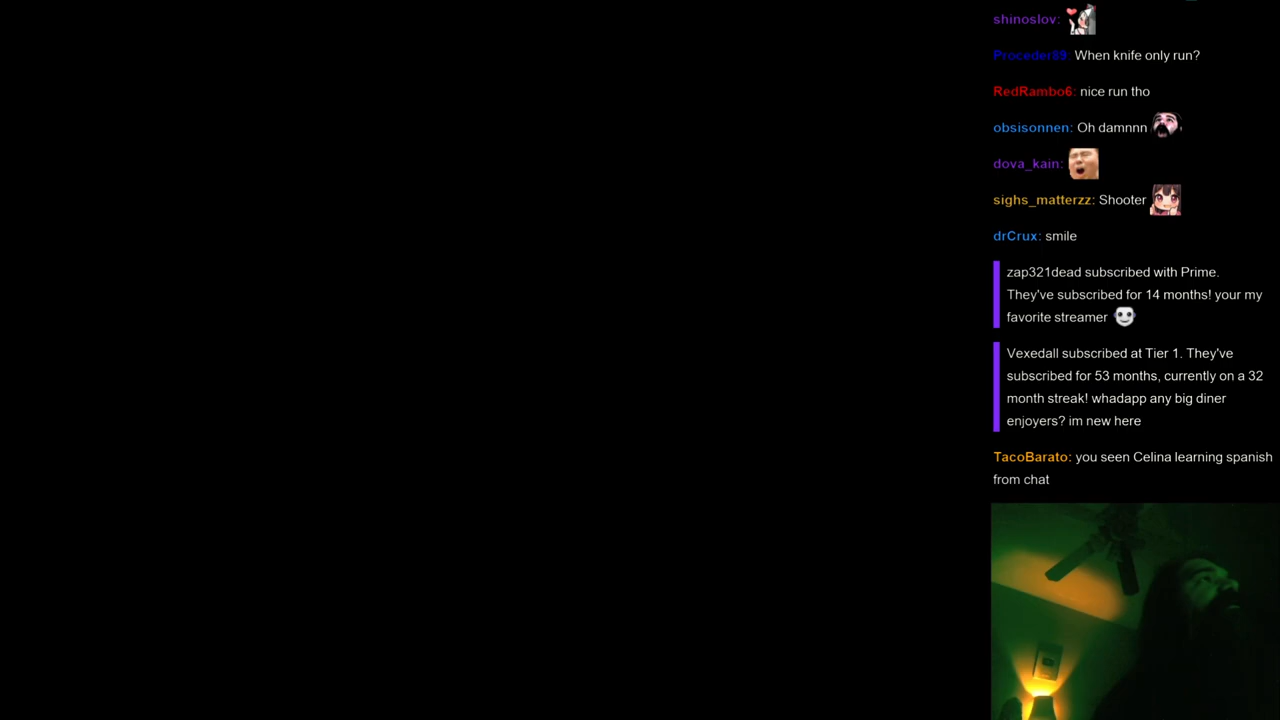 shinoslov:
Proceder89: When knife only run?
RedRambo6: nice run tho
obsisonnen: Oh damnnn
dova_kain:
sighs_matterzz: Shooter
drCrux: smile
zap321dead subscribed with Prime.
They've subscribed for 14 months! your my
favorite streamer
Vexedall subscribed at Tier 1. They've
subscribed for 53 months, currently on a 32
month streak! whadapp any big diner
enjoyers? im new here
TacoBarato: you seen Celina learning spanish
from chat